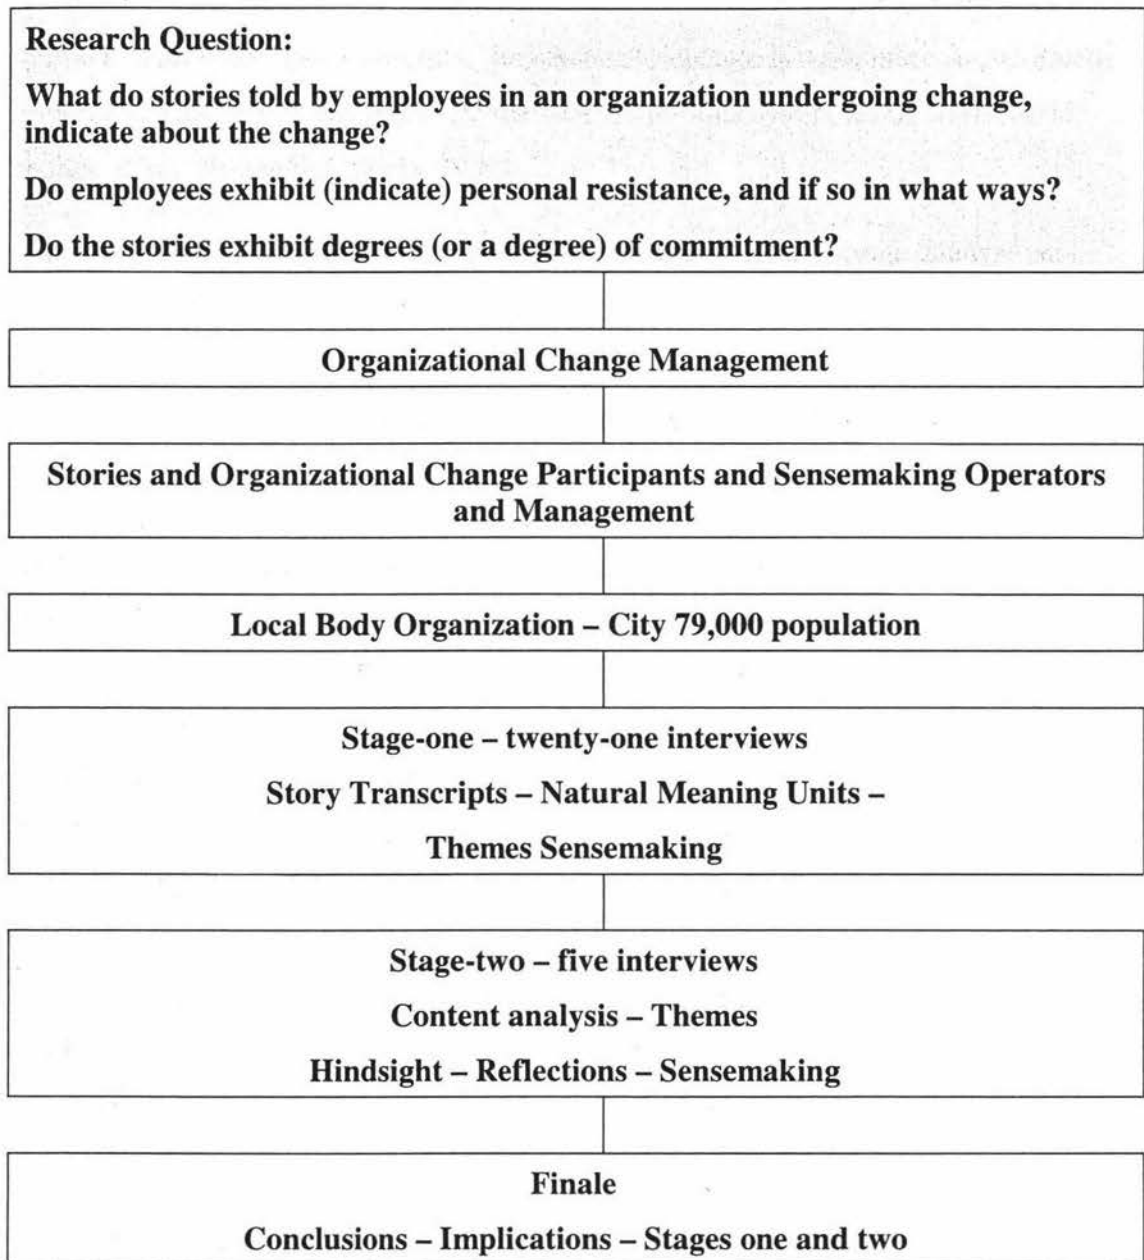 Research Question:
What do stories told by employees in an organization undergoing change,
indicate about the change?
Do employees exhibit (indicate) personal resistance, and if so in what ways?
Do the stories exhibit degrees (or a degree) of commitment?
Organizational Change Management
Stories and Organizational Change Participants and Sensemaking Operators
and Management
Local Body Organization – City 79,000 population
Stage-one – twenty-one interviews
Story Transcripts – Natural Meaning Units –
Themes Sensemaking
Stage-two – five interviews
Content analysis – Themes
Hindsight – Reflections – Sensemaking
Finale
Conclusions – Implications – Stages one and two